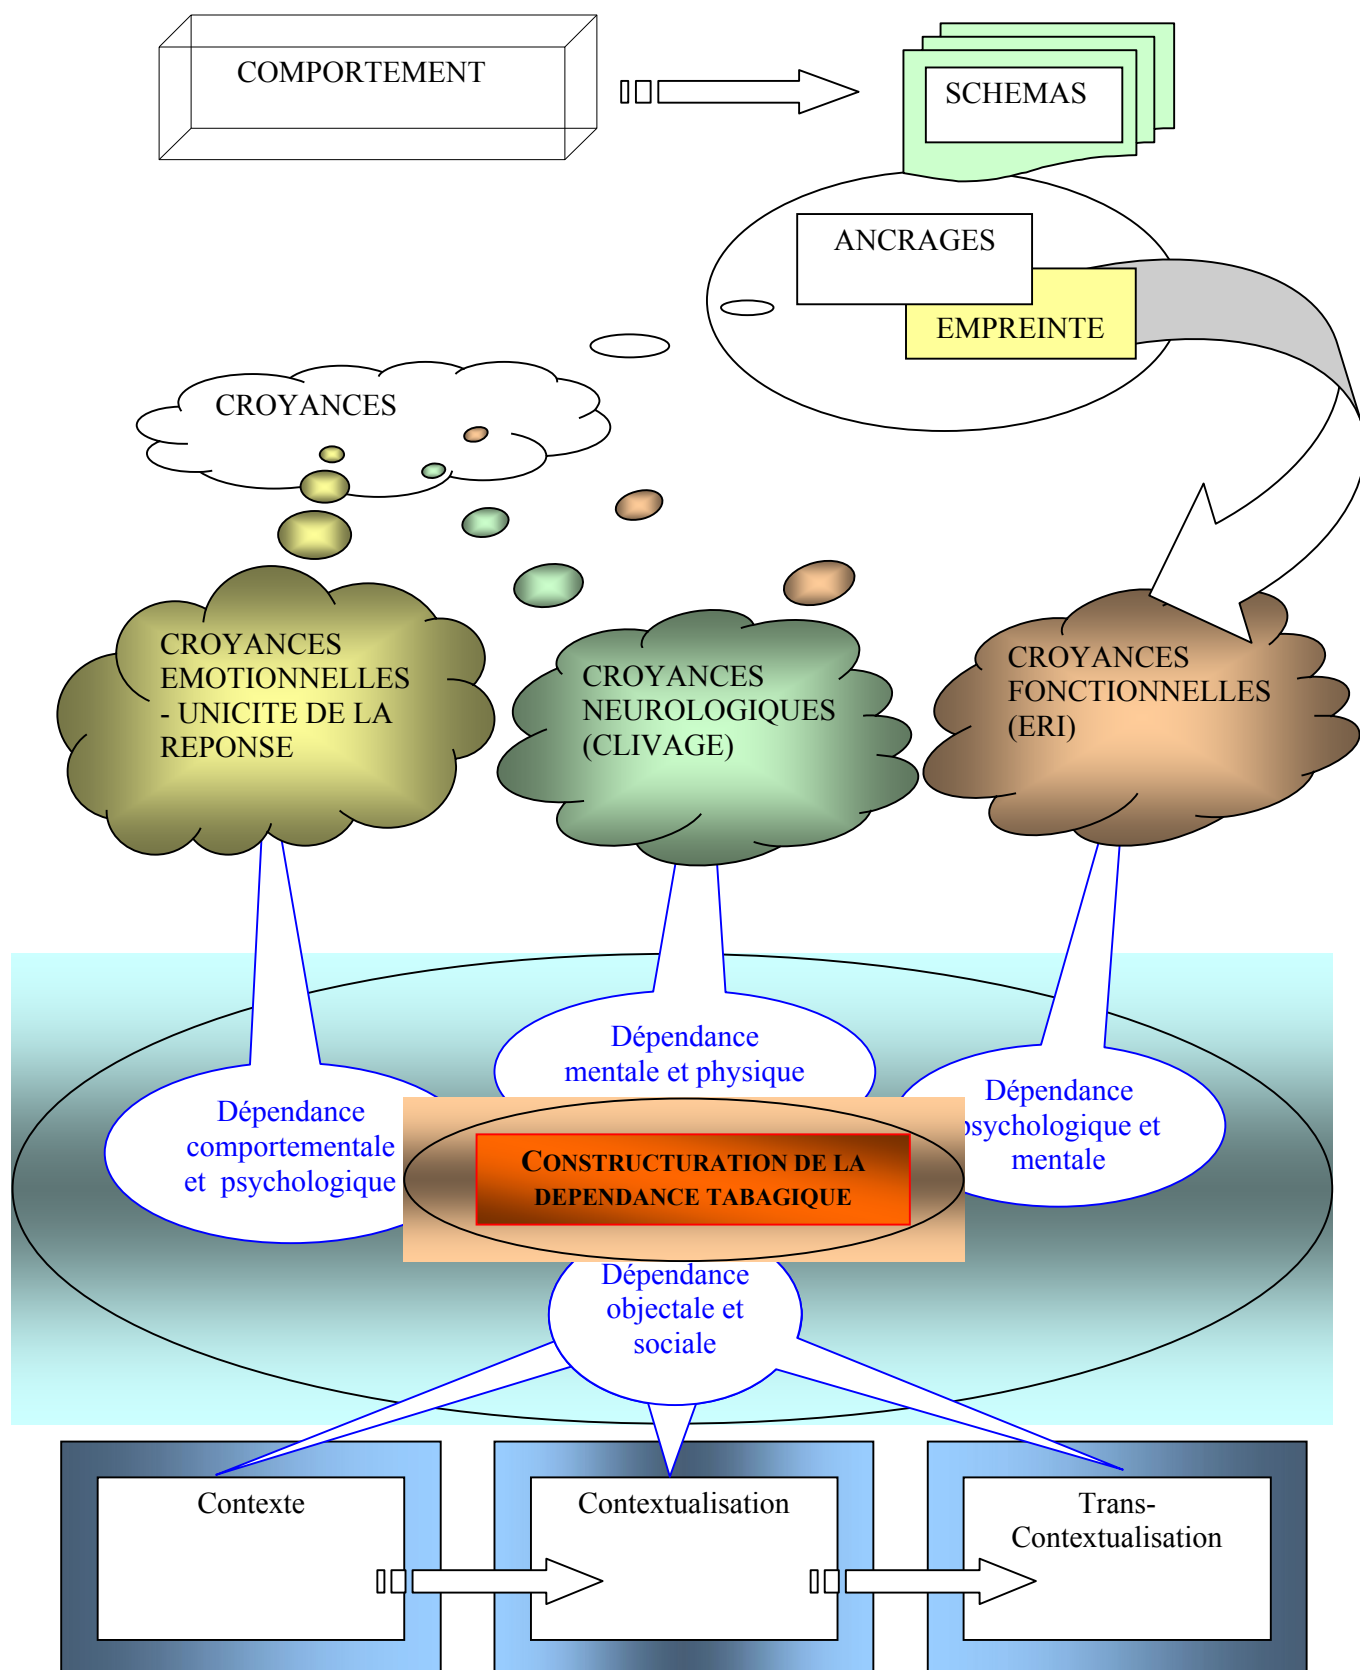 COMPORTEMENT
SCHEMAS
ANCRAGES
EMPREINTE
CROYANCES
CROYANCES
EMOTIONNELLES
- UNICITE DE LA
REPONSE
CROYANCES
NEUROLOGIQUES
(CLIVAGE)
CROYANCES
FONCTIONNELLES
(ERI)
Dépendance
mentale et physique
Dépendance
comportementale
et psychologique
Dépendance
psychologique et
mentale
CONSTRUCTURATION DE LA
DEPENDANCE TABAGIQUE
Dépendance
objectale et
sociale
Contexte
Contextualisation
Trans-
Contextualisation